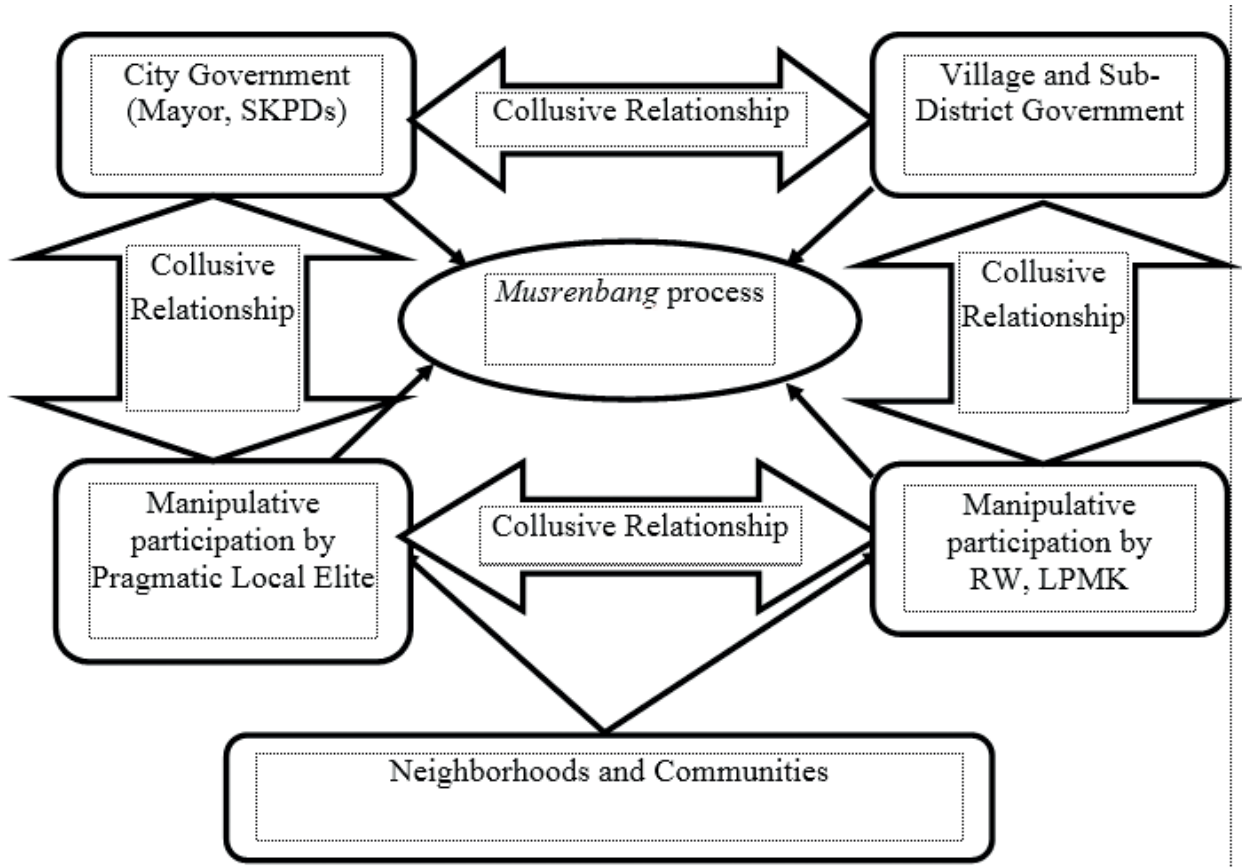 City Government
(Mayor, SKPDs)
Collusive Relationship
Village and Sub-
District Government
Collusive
Relationship
Musrenbang process
Collusive
Relationship
Manipulative
participation by
Pragmatic Local Elite
Collusive Relationship
Manipulative
participation by
RW, LPMK
Neighborhoods and Communities